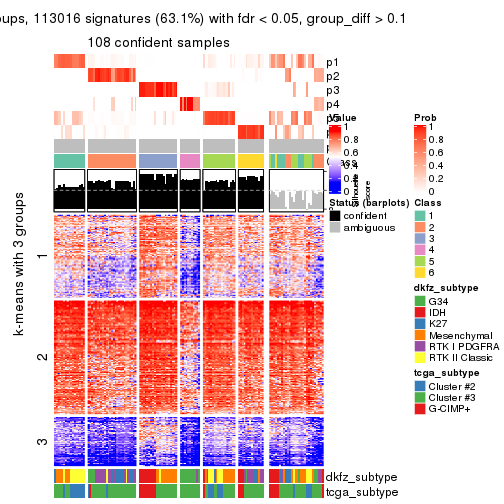 oups, 113016 signatures (63.1%) with fdr < 0.05, group_diff > 0.1
108 confident samples
p1
p2
p3
p4
k-means with 3 groups
1
2
3
Value
1
0.8
0.6
0.4
0.2
0
Prob
1
0.8
0.6
0.4
0.2
0
Silhouette
score
Status (barplots)
confident
ambiguous
Class
1
2
3
4
5
6
dkfz_subtype
G34
IDH
K27
Mesenchymal
RTK I PDGFRA
RTK II Classic
tcga_subtype
Cluster #2
Cluster #3
G-CIMP+
dkfz_subtype
tcga_subtype